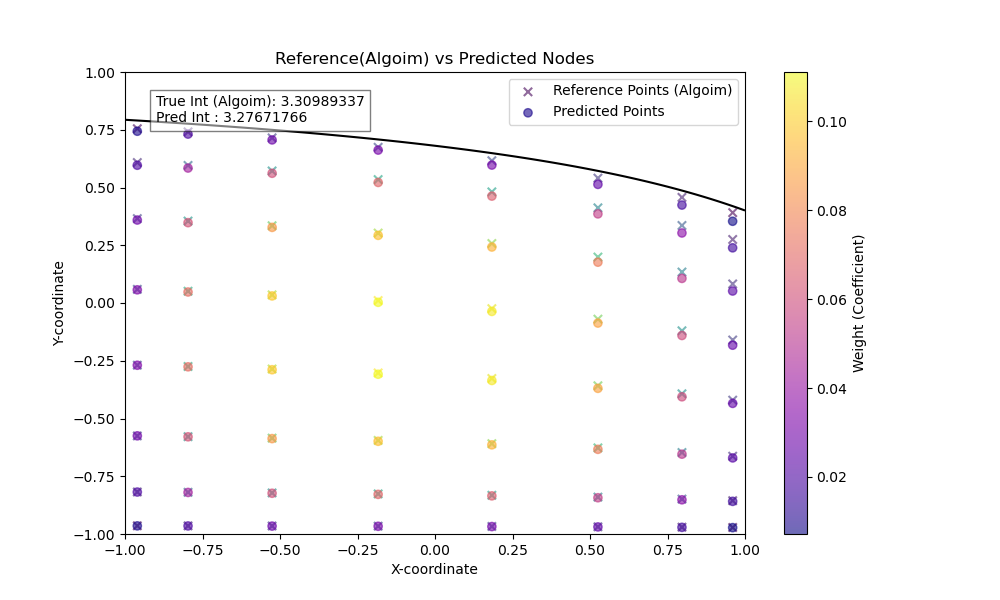 Reference(Algoim) vs Predicted Nodes
True Int (Algoim): 3.30989337
Pred Int : 3.27671766
Reference Points (Algoim)
Predicted Points
1.00
0.75
0.50
0.25
0.00
−0.25
−0.50
−0.75
−1.00
Y-coordinate
−1.00
−0.75
−0.50
−0.25
0.00
0.25
0.50
0.75
1.00
X-coordinate
0.10
0.08
0.06
0.04
0.02
Weight (Coefficient)